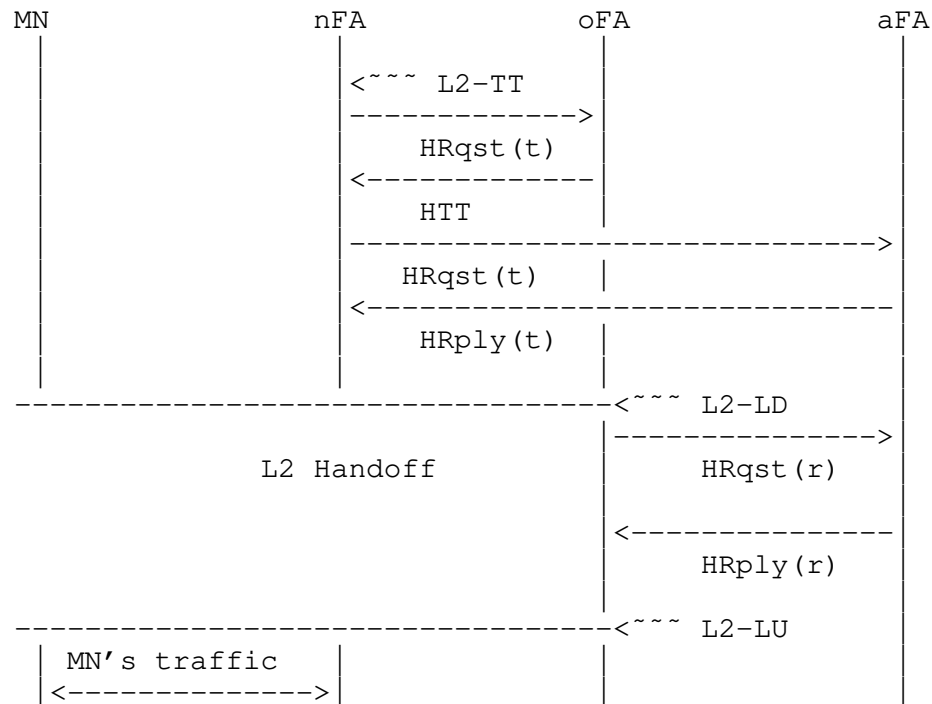 MN nFA oFA aFA
<~~~ L2-TT
------------->
HRqst(t)
<-------------
HTT
------------------------------>
HRqst(t)
<------------------------------
HRply(t)
----------------------------------<~~~ L2-LD
--------------->
L2 Handoff HRqst(r)
<---------------
HRply(r)
----------------------------------<~~~ L2-LU
MN's traffic
<-------------->